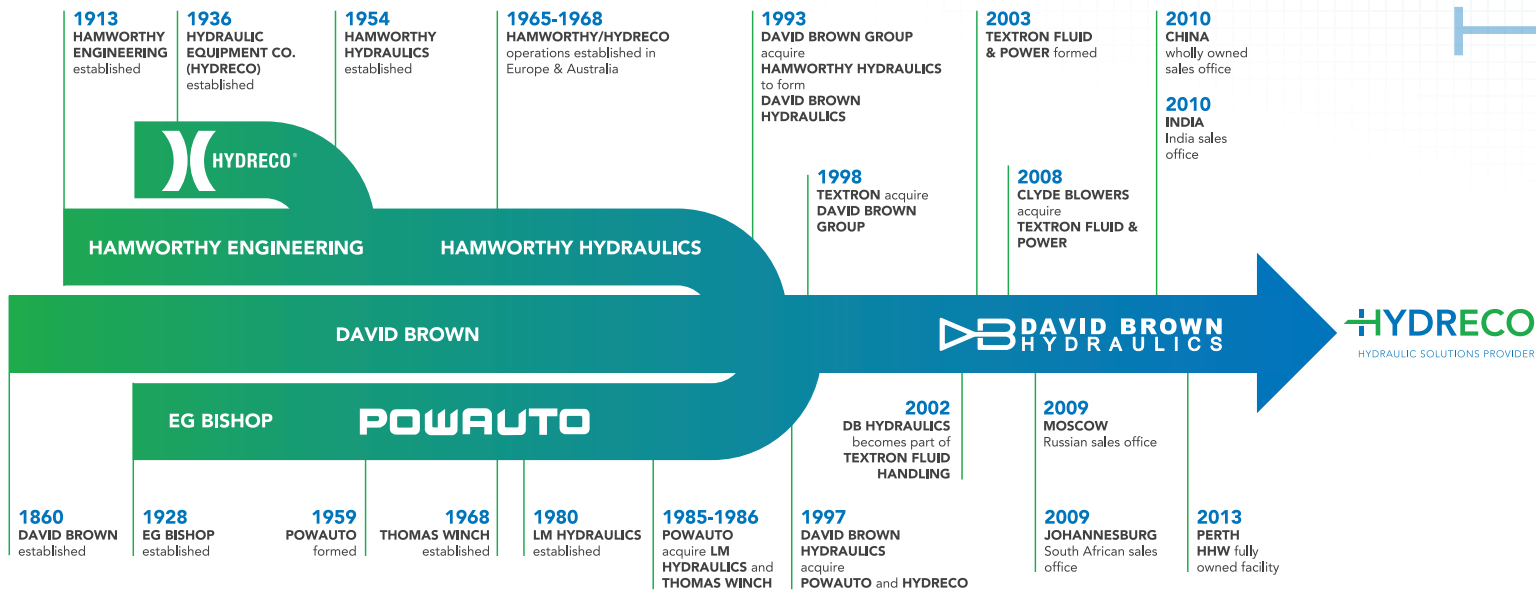 1913
HAMWORTHY
ENGINEERING
established
1936
HYDRAULIC
EQUIPMENT CO.
(HYDRECO)
established
1954
HAMWORTHY
HYDRAULICS
established
1965-1968
HAMWORTHY/HYDRECO
operations established in
Europe & Australia
1993
DAVID BROWN GROUP
acquire
HAMWORTHY HYDRAULICS
to form
DAVID BROWN
HYDRAULICS
2003
TEXTRON FLUID
& POWER formed
2010
CHINA
wholly owned
sales office
2010
INDIA
India sales
office
HYDRECO®
1998
TEXTRON acquire
DAVID BROWN
GROUP
2008
CLYDE BLOWERS
acquire
TEXTRON FLUID &
POWER
HAMWORTHY ENGINEERING
HAMWORTHY HYDRAULICS
DAVID BROWN
DB DAVID BROWN
HYDRAULICS
HYDRECO
HYDRAULIC SOLUTIONS PROVIDER
EG BISHOP
POWAUTO
2002
DB HYDRAULICS
becomes part of
TEXTRON FLUID
HANDLING
2009
MOSCOW
Russian sales office
1860
DAVID BROWN
established
1928
EG BISHOP
established
1959
POWAUTO
formed
1968
THOMAS WINCH
established
1980
LM HYDRAULICS
established
1985-1986
POWAUTO
acquire LM
HYDRAULICS and
THOMAS WINCH
1997
DAVID BROWN
HYDRAULICS
acquire
POWAUTO and HYDRECO
2009
JOHANNESBURG
South African sales
office
2013
PERTH
HHW fully
owned facility